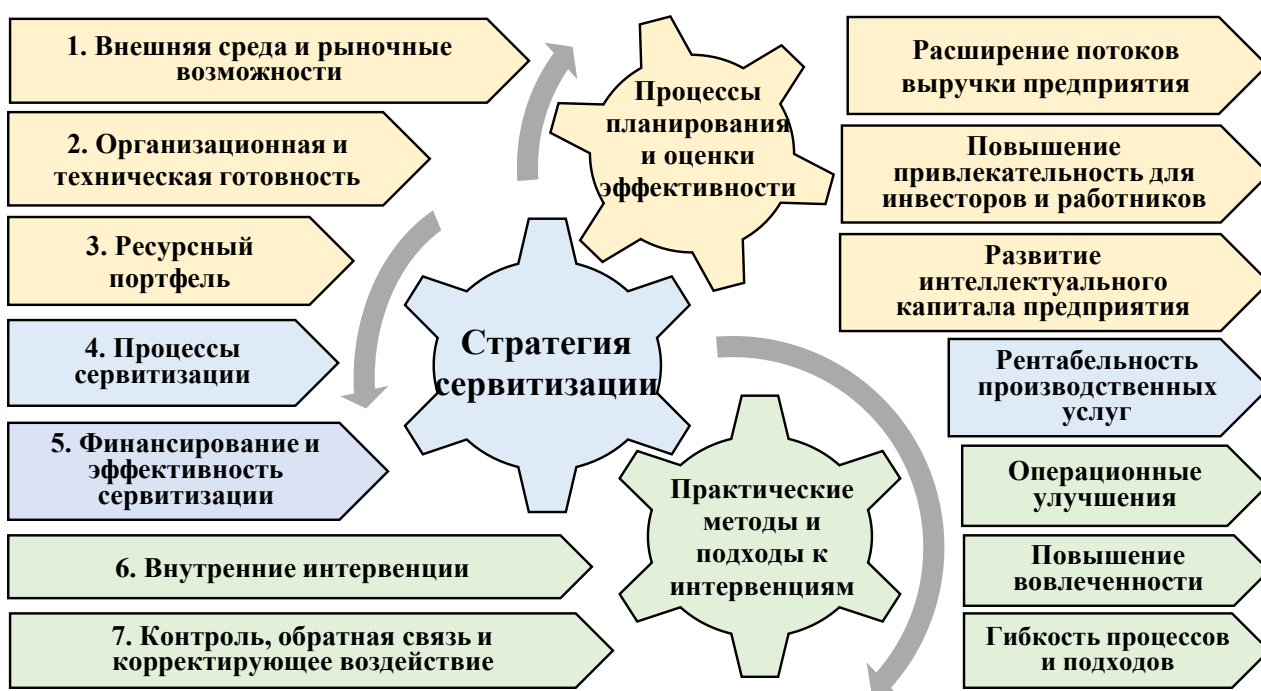 1. Внешняя среда и рыночные
возможности
2. Организационная и
техническая готовность
3. Ресурсный
портфель
4. Процессы
сервитизации
5. Финансирование и
эффективность
сервитизации
6. Внутренние интервенции
7. Контроль, обратная связь и
корректирующее воздействие
Процессы
планирования
и оценки
эффективности
Стратегия
сервитизации
Практические
методы и
подходы к
интервенциям
Расширение потоков
выручки предприятия
Повышение
привлекательность для
инвесторов и работников
Развитие
интеллектуального
капитала предприятия
Рентабельность
производственных
услуг
Операционные
улучшения
Повышение
вовлеченности
Гибкость процессов
и подходов